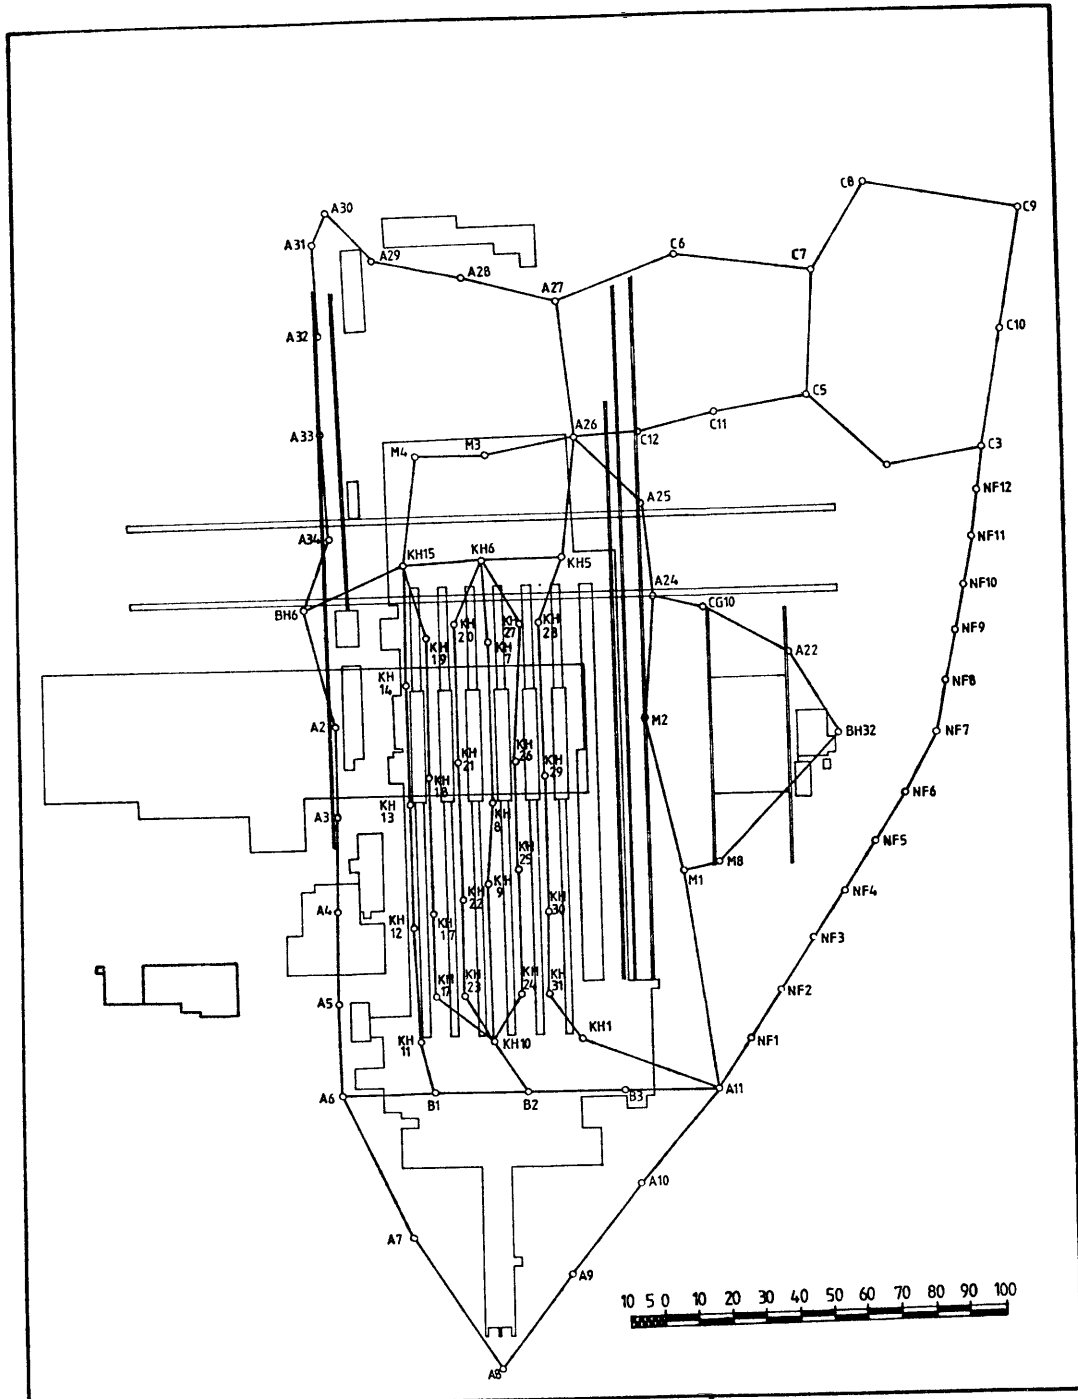 C8
C9
A30
A31
A29
C6
C7
A28
A27
C10
A32
C5
A33
A26
C12
C11
M4
M3
C3
NF12
A25
A34
NF11
KH15
KH6
KH5
A24
NF10
BH6
CG10
KH
20
KH
27
KH
28
NF9
KH
19
KH
7
A22
KH
14
NF8
A2
M2
BH32
NF7
KH
21
KH
26
KH
29
KH
18
KH
13
NF6
A3
KH
8
NF5
M8
M1
KH
25
KH
9
NF4
A4
KH
22
KH
30
KH
12
KH
17
NF3
A5
KH
17
KH
23
KH
24
KH
31
NF2
KH
11
KH10
KH1
NF1
A6
B1
B2
B3
A11
A10
A7
A9
10 5 0 10 20 30 40 50 60 70 80 90 100
A8